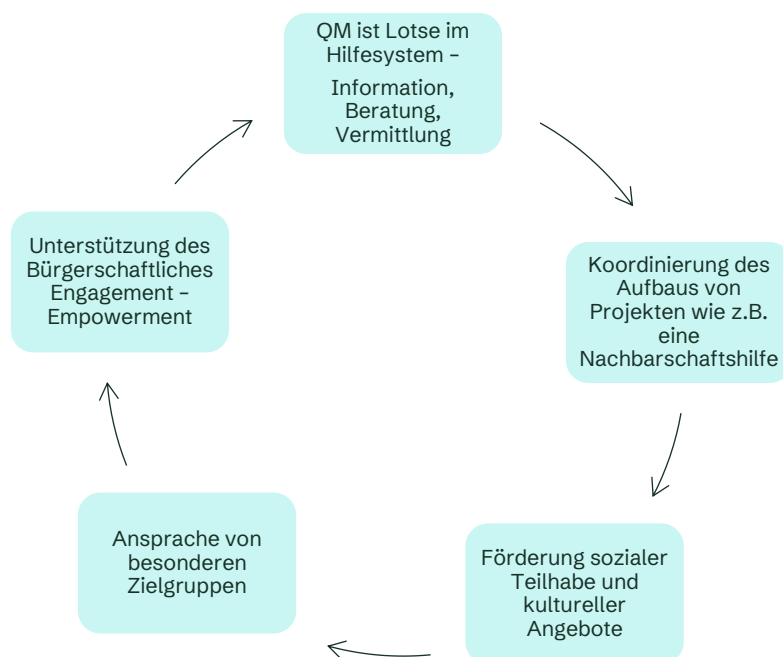 QM ist Lotse im
Hilfesystem –
Information,
Beratung,
Vermittlung
Koordinierung des
Aufbaus von
Projekten wie z.B.
eine
Nachbarschaftshilfe
Förderung sozialer
Teilhabe und
kultureller
Angebote
Ansprache von
besonderen
Zielgruppen
Unterstützung des
Bürgerschaftliches
Engagement –
Empowerment